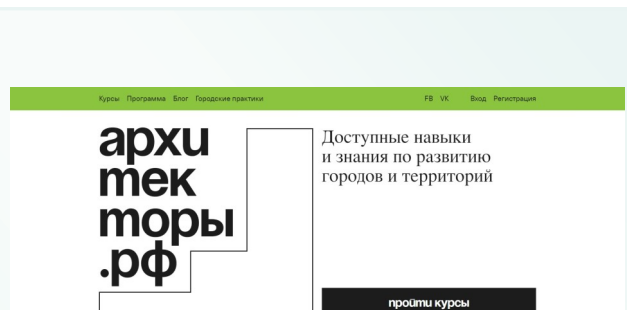 Курсы Программа Блог Городские практики FB VK Вход Регистрация
архи
тек
торы
.рф
Доступные навыки
и знания по развитию
городов и территорий
пройти курсы